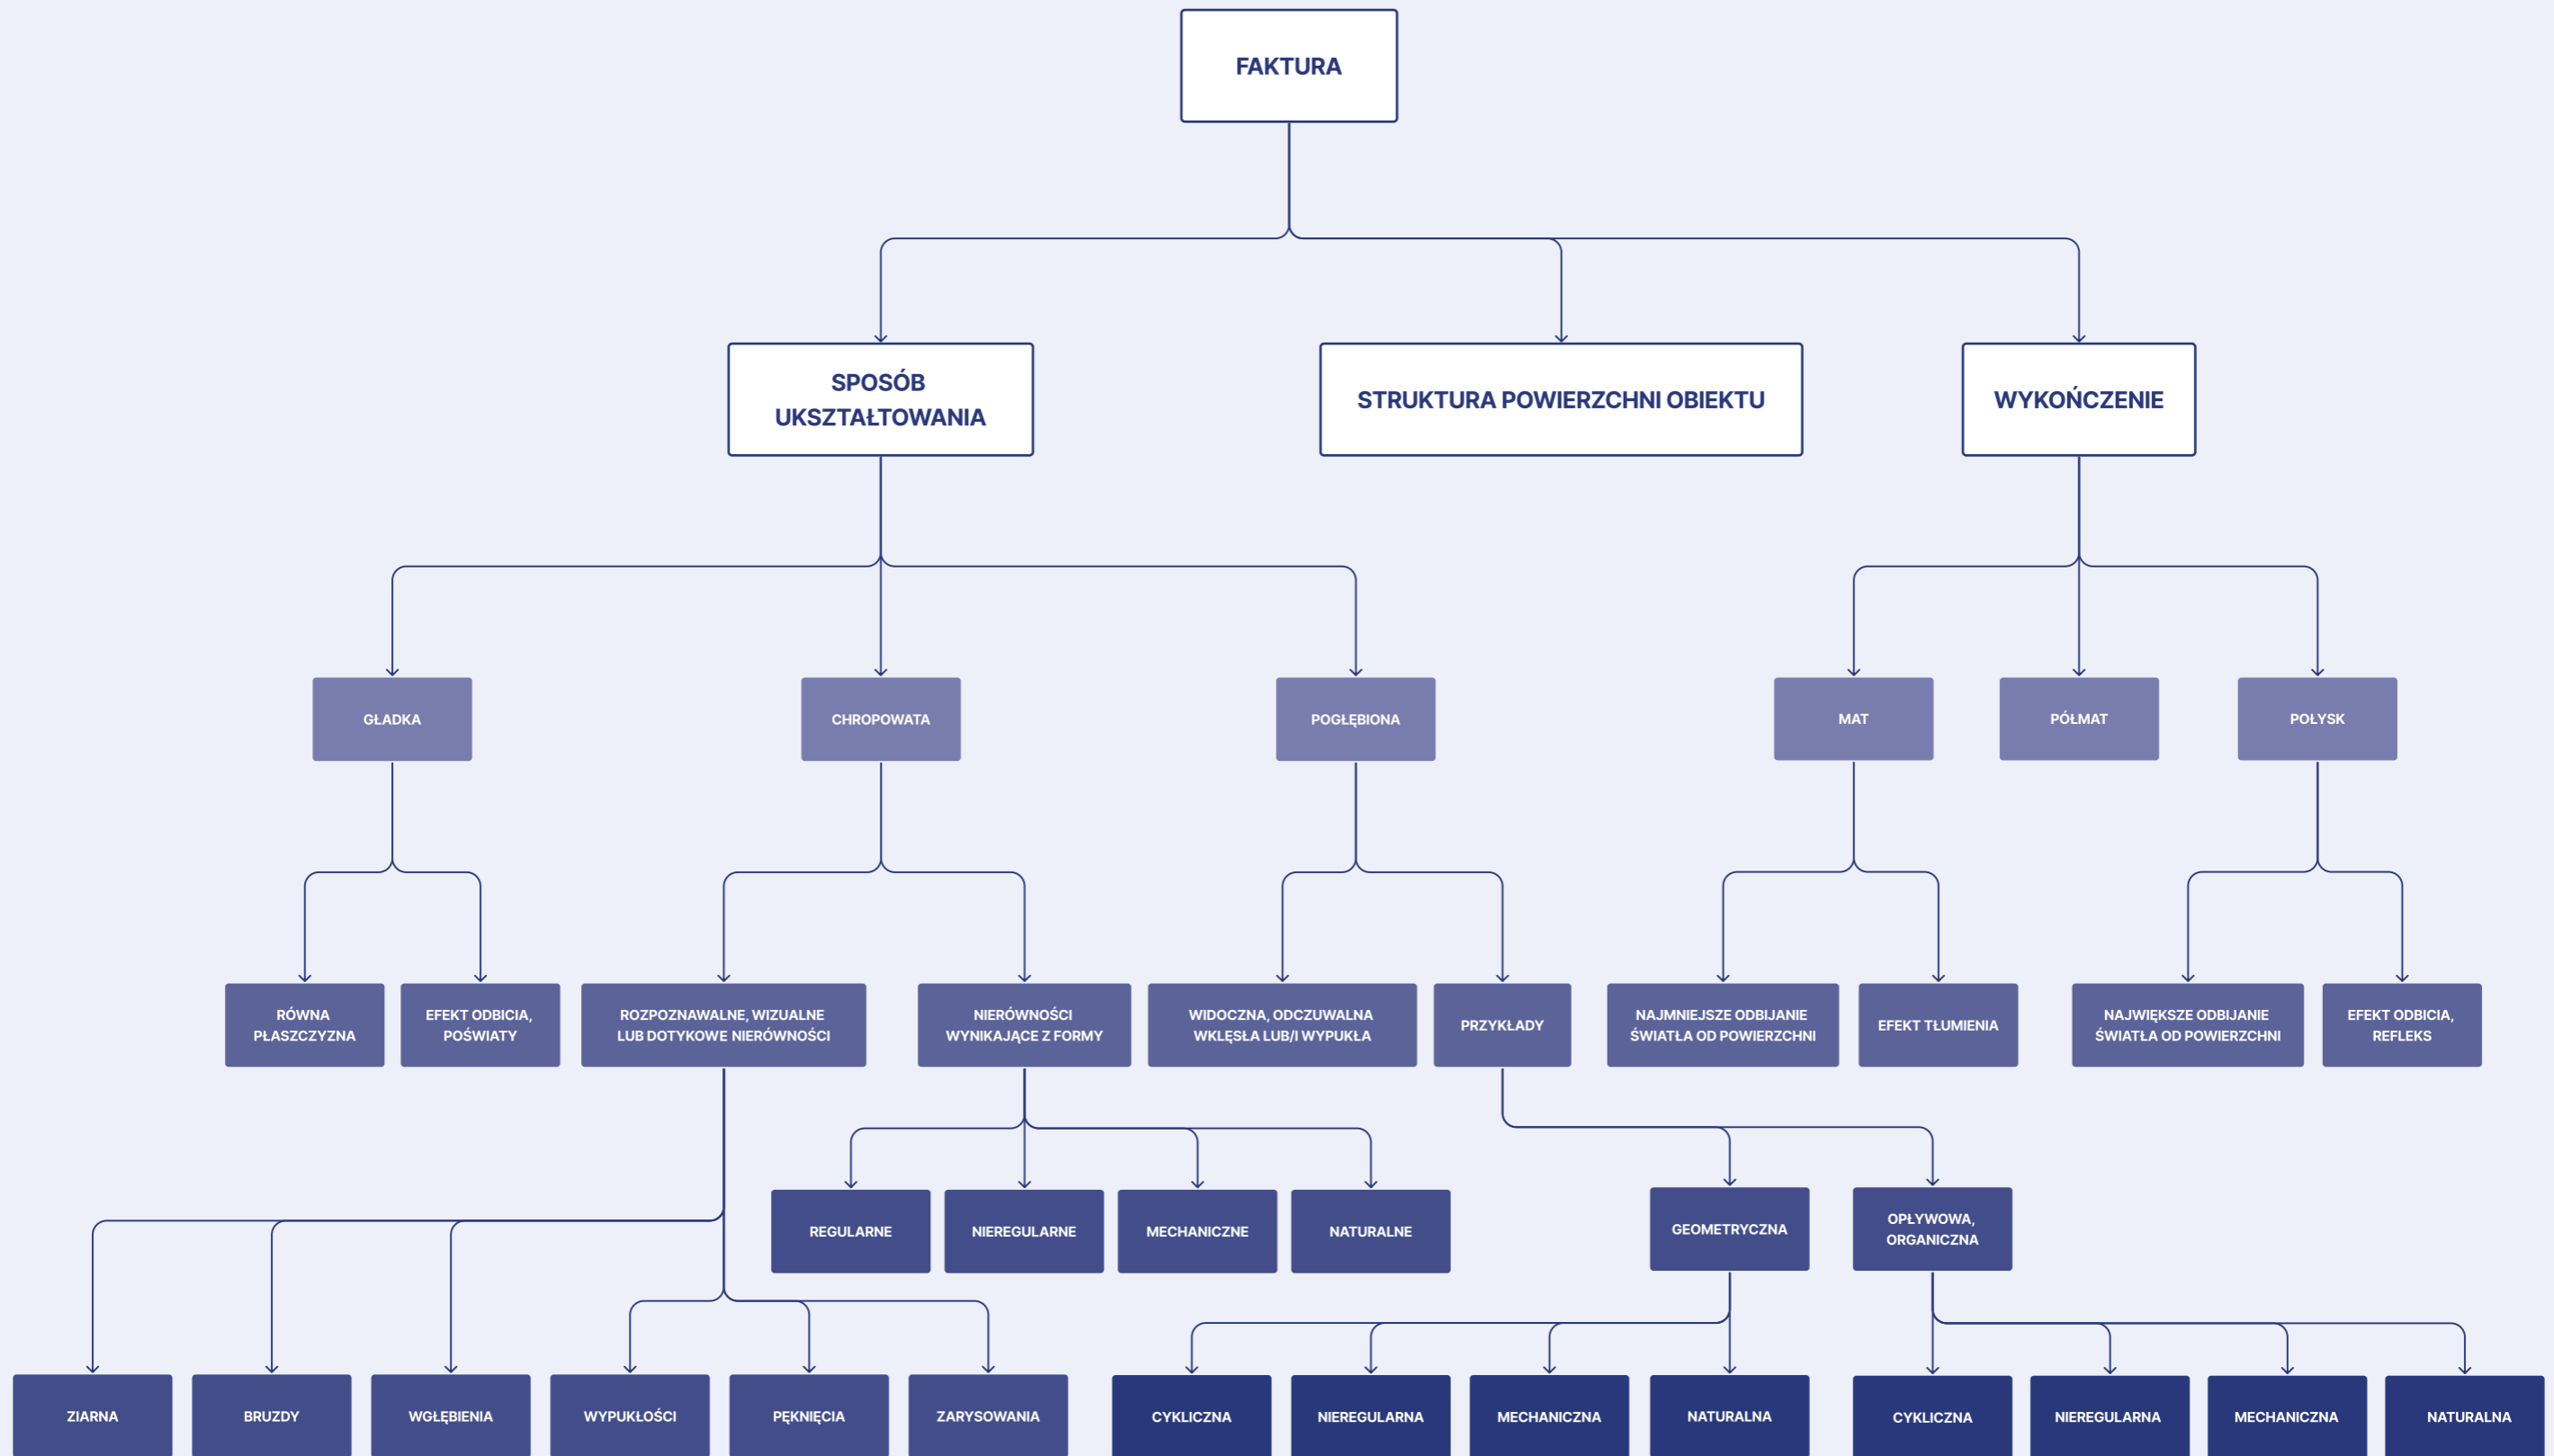 FAKTURA
SPOSÓB
UKSZTAŁTOWANIA
STRUKTURA POWIERZCHNI OBIEKTU
WYKOŃCZENIE
GŁADKA
CHROPOWATA
POGŁĘBIONA
MAT
PÓŁMAT
POŁYSK
RÓWNA
PŁASZCZYZNA
EFEKT ODBICIA,
POŚWIATY
ROZPOZNAWALNE, WIZUALNE
LUB DOTYKOWE NIERÓWNOŚCI
NIERÓWNOŚCI
WYNIKAJĄCE Z FORMY
WIDOCZNA, ODCZUWALNA
WKLĘSŁA LUB/I WYPUKŁA
PRZYKŁADY
NAJMNIEJSZE ODBIJANIE
ŚWIATŁA OD POWIERZCHNI
EFEKT TŁUMIENIA
NAJWIĘKSZE ODBIJANIE
ŚWIATŁA OD POWIERZCHNI
EFEKT ODBICIA,
REFLEKS
REGULARNE
NIEREGULARNE
MECHANICZNE
NATURALNE
GEOMETRYCZNA
OPŁYWOWA,
ORGANICZNA
ZIARNA
BRUZDY
WGŁĘBIENIA
WYPUKŁOŚCI
PĘKNIĘCIA
ZARYSOWANIA
CYKLICZNA
NIEREGULARNA
MECHANICZNA
NATURALNA
CYKLICZNA
NIEREGULARNA
MECHANICZNA
NATURALNA